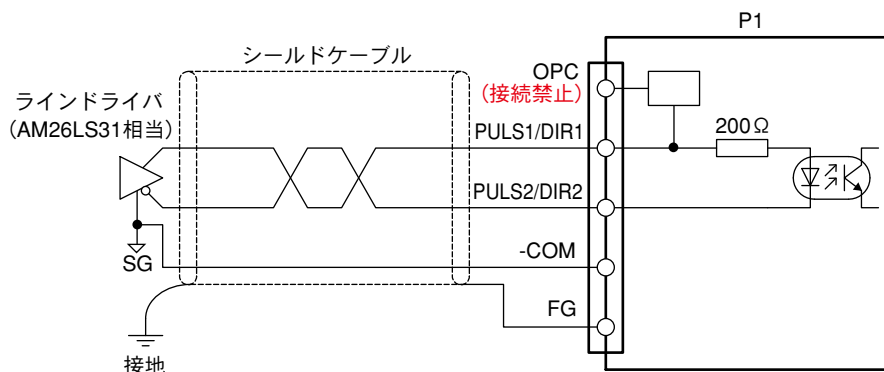 P1
シールドケーブル
OPC
(接続禁止)
ラインドライバ
(AM26LS31相当)
PULS1/DIR1
200Ω
PULS2/DIR2
-COM
SG
FG
接地